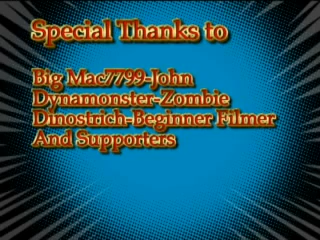 Special Thanks to
Big Mac7799-John
Dynamonster-Zombie
Dinostrich-Beginner Filmer
And Supporters